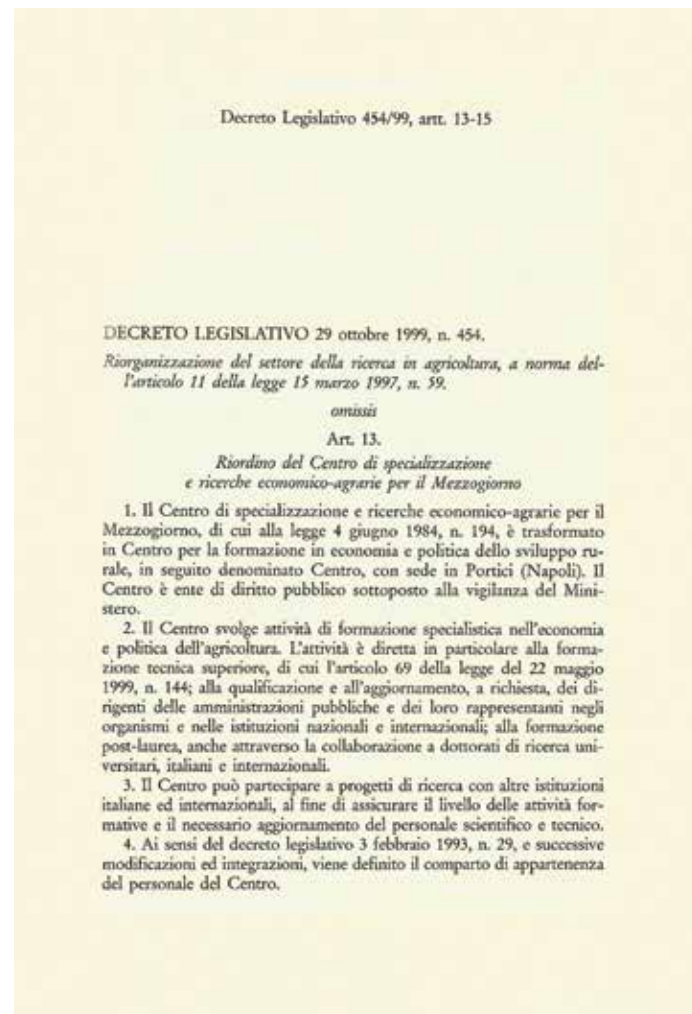 Decreto Legislativo 454/99, artt. 13-15
DECRETO LEGISLATIVO 29 ottobre 1999, n. 454.
Riorganizzazione del settore della ricerca in agricoltura, a norma del-
l'articolo 11 della legge 15 marzo 1997, n. 59.
omissis
Art. 13.
Riordino del Centro di specializzazione
e ricerche economico-agrarie per il Mezzogiorno
1. Il Centro di specializzazione e ricerche economico-agrarie per il
Mezzogiorno, di cui alla legge 4 giugno 1984, n. 194, è trasformato
in Centro per la formazione in economia e politica dello sviluppo ru-
rale, in seguito denominato Centro, con sede in Portici (Napoli). Il
Centro è ente di diritto pubblico sottoposto alla vigilanza del Mini-
stero.
2. Il Centro svolge attività di formazione specialistica nell'economia
e politica dell'agricoltura. L'attività è diretta in particolare alla forma-
zione tecnica superiore, di cui l'articolo 69 della legge del 22 maggio
1999, n. 144; alla qualificazione e all'aggiornamento, a richiesta, dei di-
rigenti delle amministrazioni pubbliche e dei loro rappresentanti negli
organismi e nelle istituzioni nazionali e internazionali; alla formazione
post-laurea, anche attraverso la collaborazione a dottorati di ricerca uni-
versitari, italiani e internazionali.
3. Il Centro può partecipare a progetti di ricerca con altre istituzioni
italiane ed internazionali, al fine di assicurare il livello delle attività for-
mative e il necessario aggiornamento del personale scientifico e tecnico.
4. Ai sensi del decreto legislativo 3 febbraio 1993, n. 29, e successive
modificazioni ed integrazioni, viene definito il comparto di appartenenza
del personale del Centro.